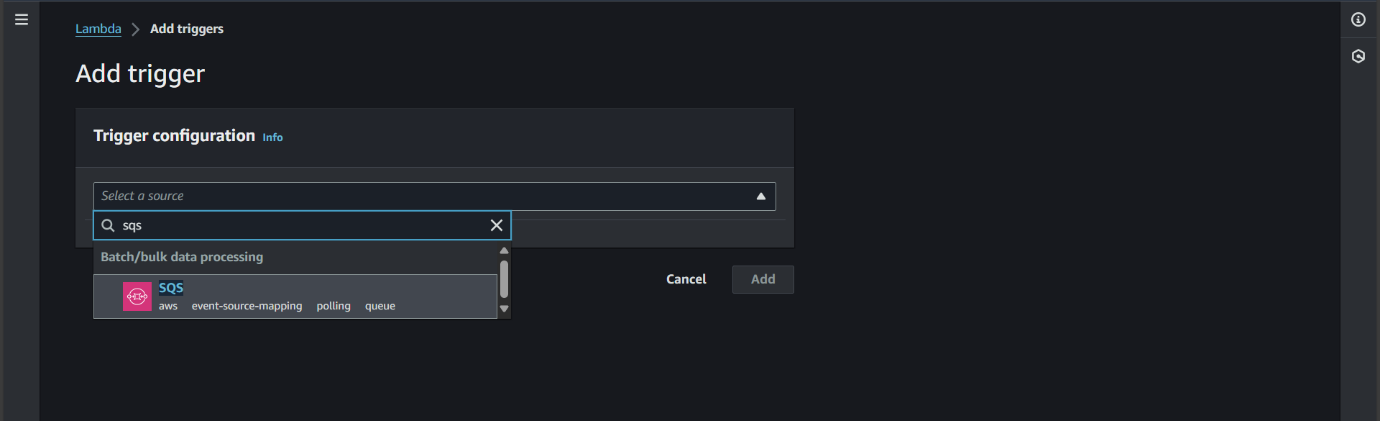 Lambda > Add triggers
Add trigger
Trigger configuration Info
Select a source
sqs
Batch/bulk data processing
SQS
aws event-source-mapping polling queue
Cancel Add